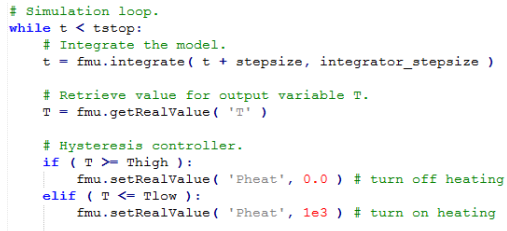 # Simulation loop.
while t < tstop:
# Integrate the model.
t = fmu.integrate( t + stepsize, integrator_stepsize )
# Retrieve value for output variable T.
T = fmu.getRealValue( 'T' )
# Hysteresis controller.
if ( T >= Thigh ):
fmu.setRealValue( 'Pheat', 0.0 ) # turn off heating
elif ( T <= Tlow ):
fmu.setRealValue( 'Pheat', 1e3 ) # turn on heating